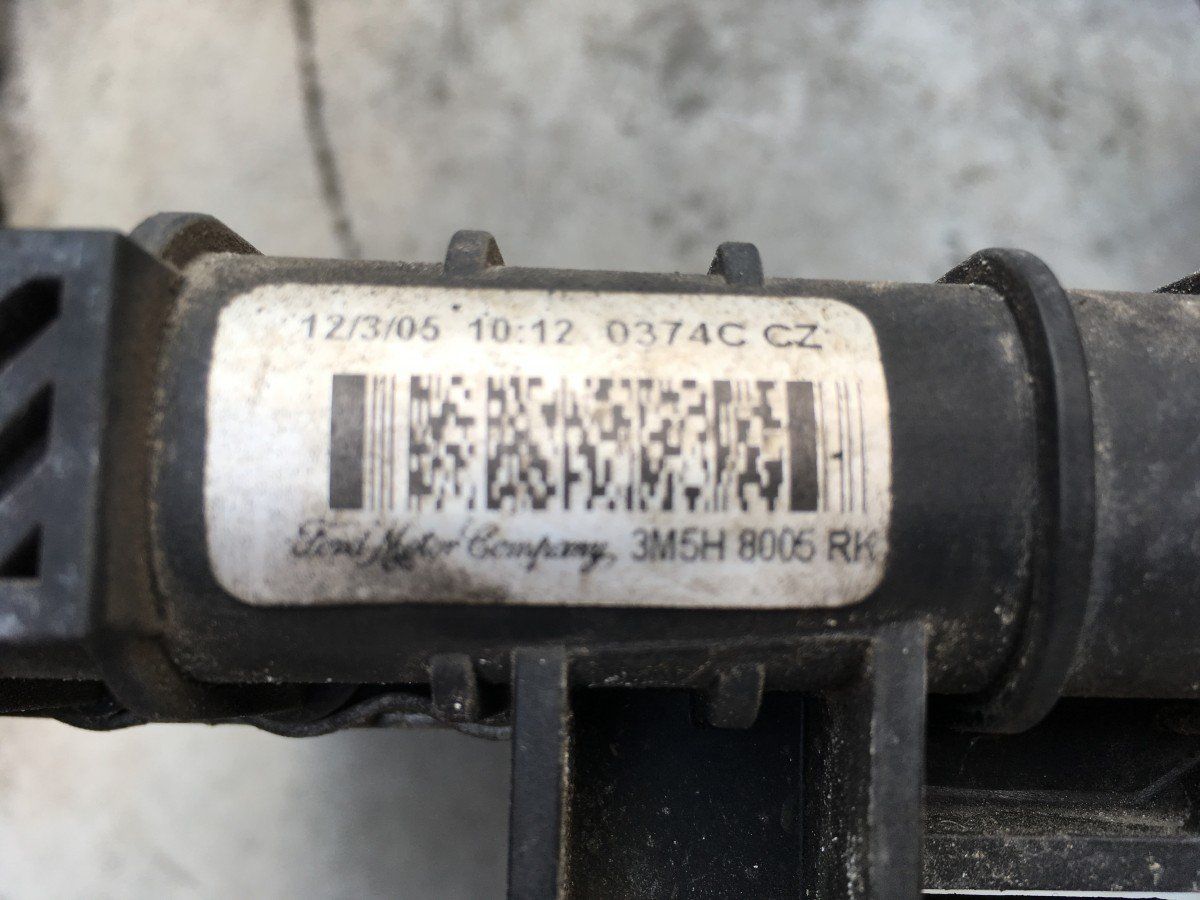 12/3/05 10:12 0374C CZ
Ford Motor Company, 3M5H 8005 RK